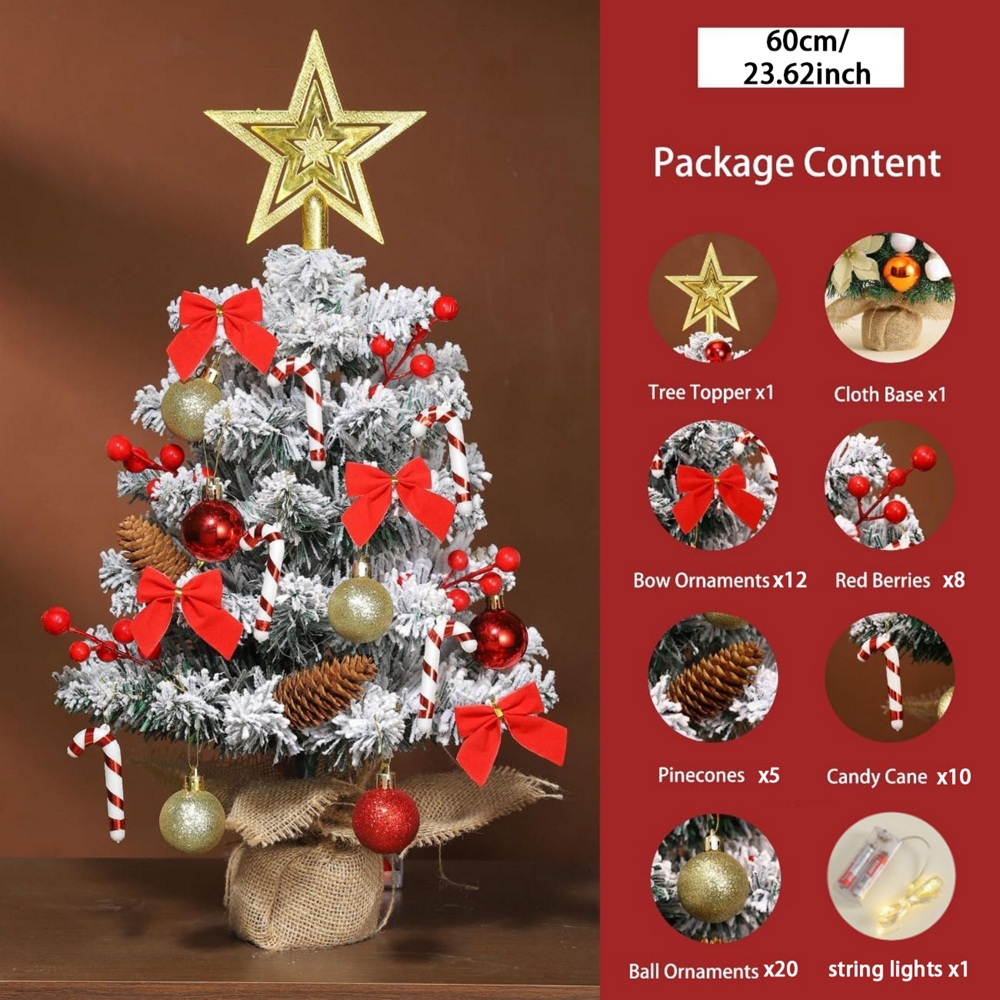 60cm/
23.62inch
Package Content
Tree Topper x1
Cloth Base x1
Bow Ornaments x12
Red Berries x8
Pinecones x5
Candy Cane x10
Ball Ornaments x20
string lights x1